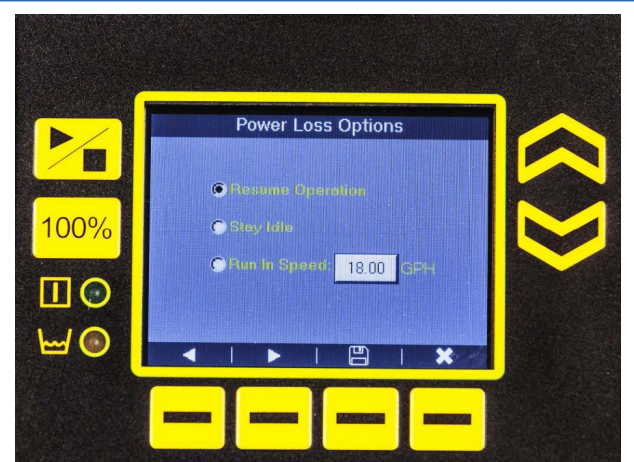 Power Loss Options
Resume Operation
100%
Stay Idle
Run In Speed: 18.00 GPH